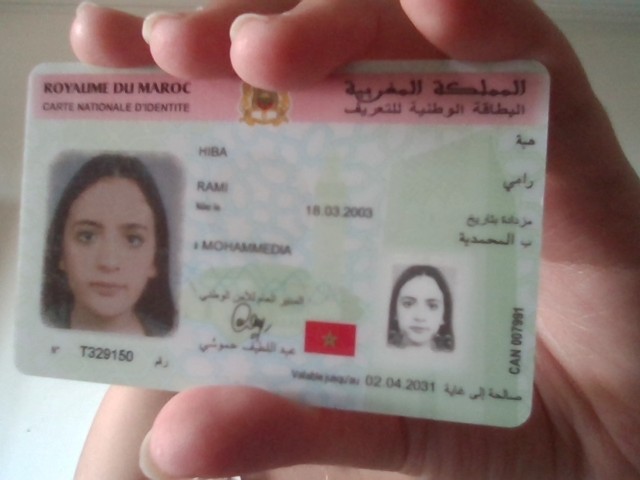 ROYAUME DU MAROC
المملكة المغربية
CARTE NATIONALE D'IDENTITE
البطاقة الوطنية للتعريف
HIBA
هبة
RAMI
رامي
Née le 18.03.2003
مزدادة بتاريخ
à MOHAMMEDIA
ب المحمدية
المدير العام للأمن الوطني
عبد اللطيف حموشي
N° T329150 رقم
Valable jusqu'au 02.04.2031 صالحة إلى غاية
CAN 007991